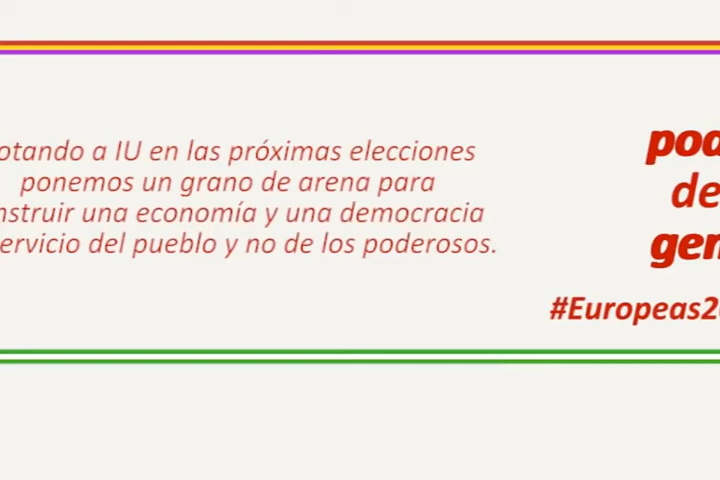 otando a IU en las próximas elecciones
ponemos un grano de arena para
nstruir una economía y una democracia
ervicio del pueblo y no de los poderosos.
pod
de
gen
#Europeas2